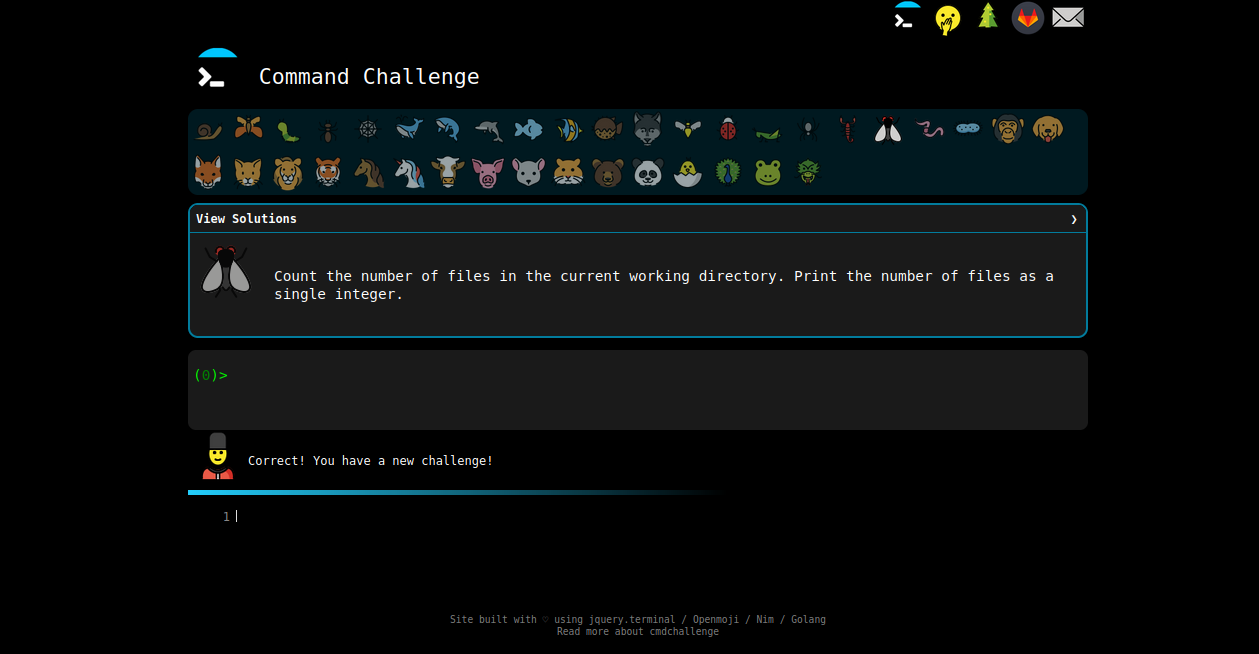 Command Challenge
View Solutions ❯
Count the number of files in the current working directory. Print the number of files as a
single integer.
(0)>
Correct! You have a new challenge!
1
Site built with ♡ using jquery.terminal / Openmoji / Nim / Golang
Read more about cmdchallenge